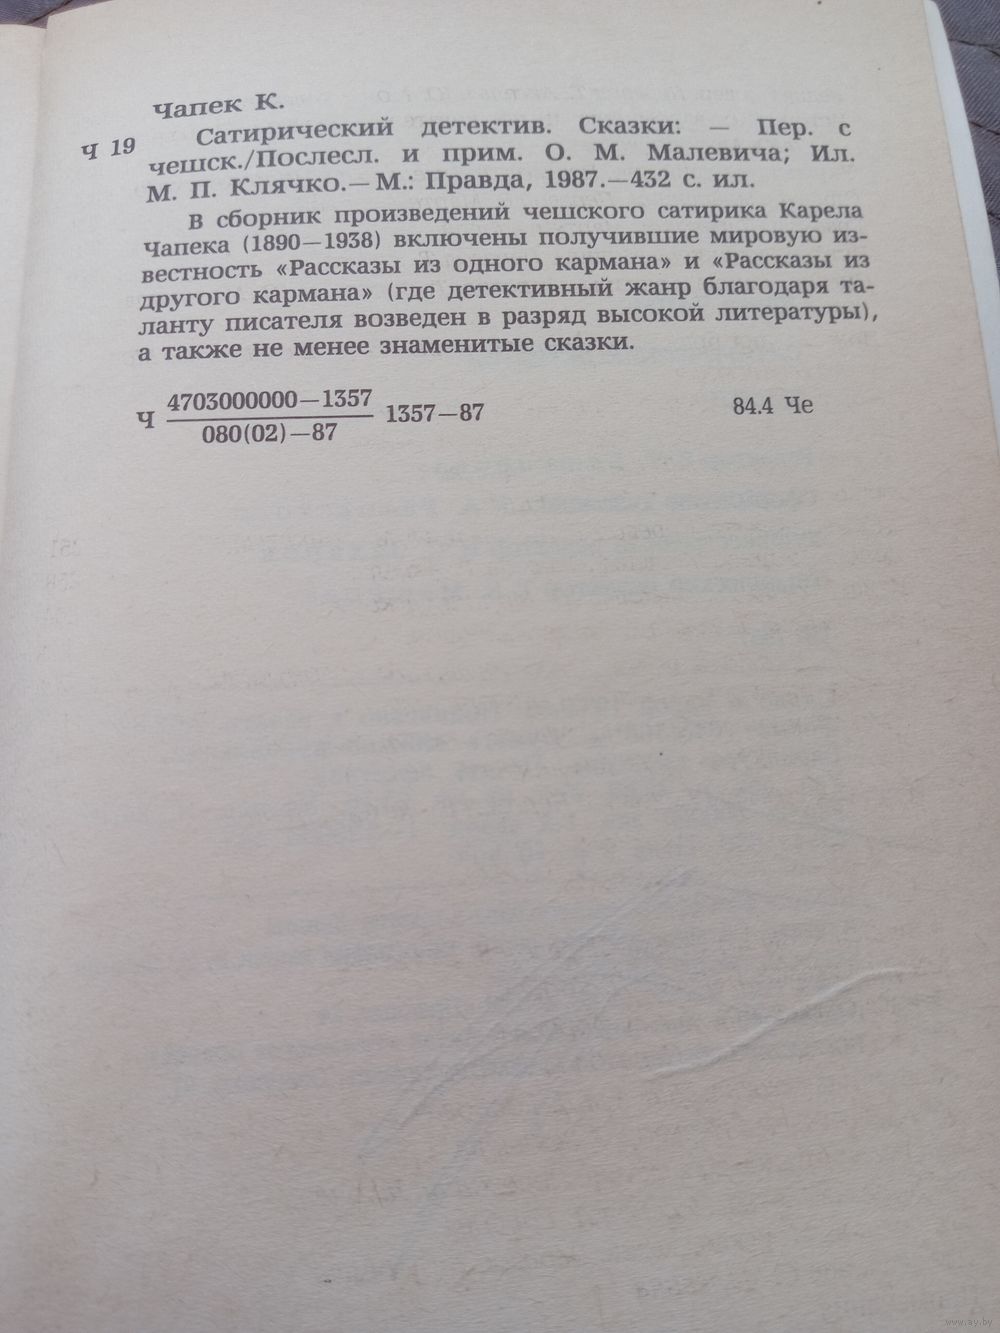 Чапек К.
Ч 19 Сатирический детектив. Сказки: — Пер. с
чешск./Послесл. и прим. О. М. Малевича; Ил.
М. П. Клячко.— М.: Правда, 1987.—432 с. ил.
В сборник произведений чешского сатирика Карела
Чапека (1890—1938) включены получившие мировую из-
вестность «Рассказы из одного кармана» и «Рассказы из
другого кармана» (где детективный жанр благодаря та-
ланту писателя возведен в разряд высокой литературы),
а также не менее знаменитые сказки.
4703000000—1357
Ч 1357—87 84.4 Че
080(02)—87
www.ay.by